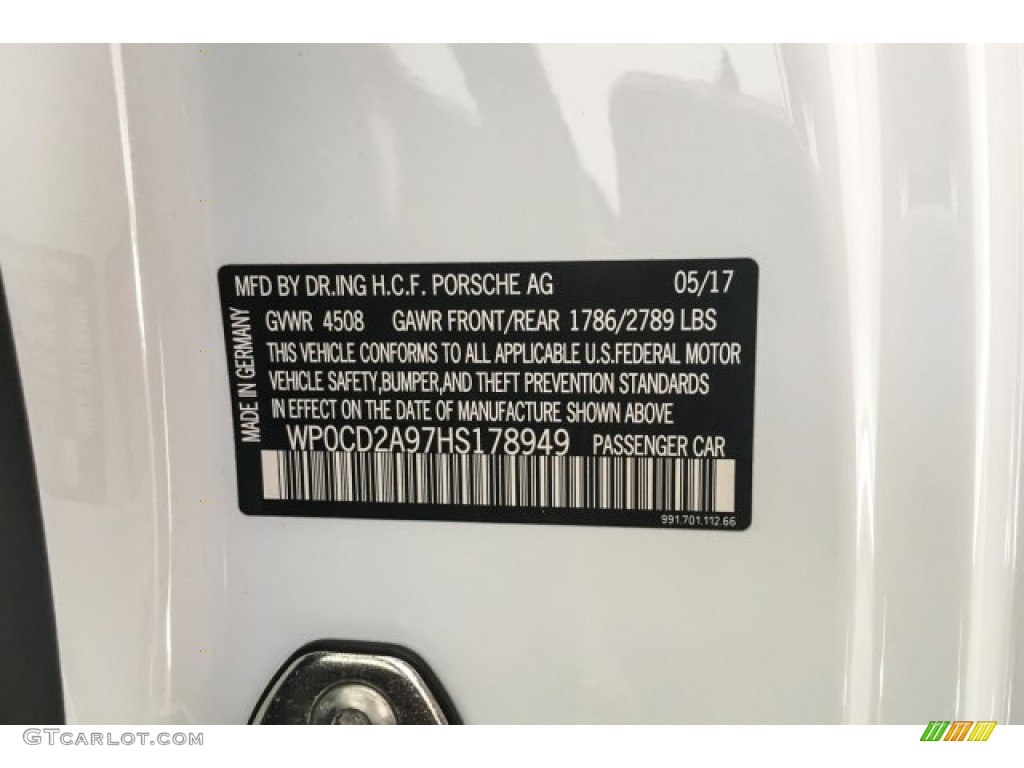 MFD BY DR.ING H.C.F. PORSCHE AG 05/17
GVWR 4508 GAWR FRONT/REAR 1786/2789 LBS
THIS VEHICLE CONFORMS TO ALL APPLICABLE U.S.FEDERAL MOTOR
VEHICLE SAFETY,BUMPER,AND THEFT PREVENTION STANDARDS
IN EFFECT ON THE DATE OF MANUFACTURE SHOWN ABOVE
MADE IN GERMANY
WP0CD2A97HS178949 PASSENGER CAR
991.701.112.66
GTCARLOT.COM